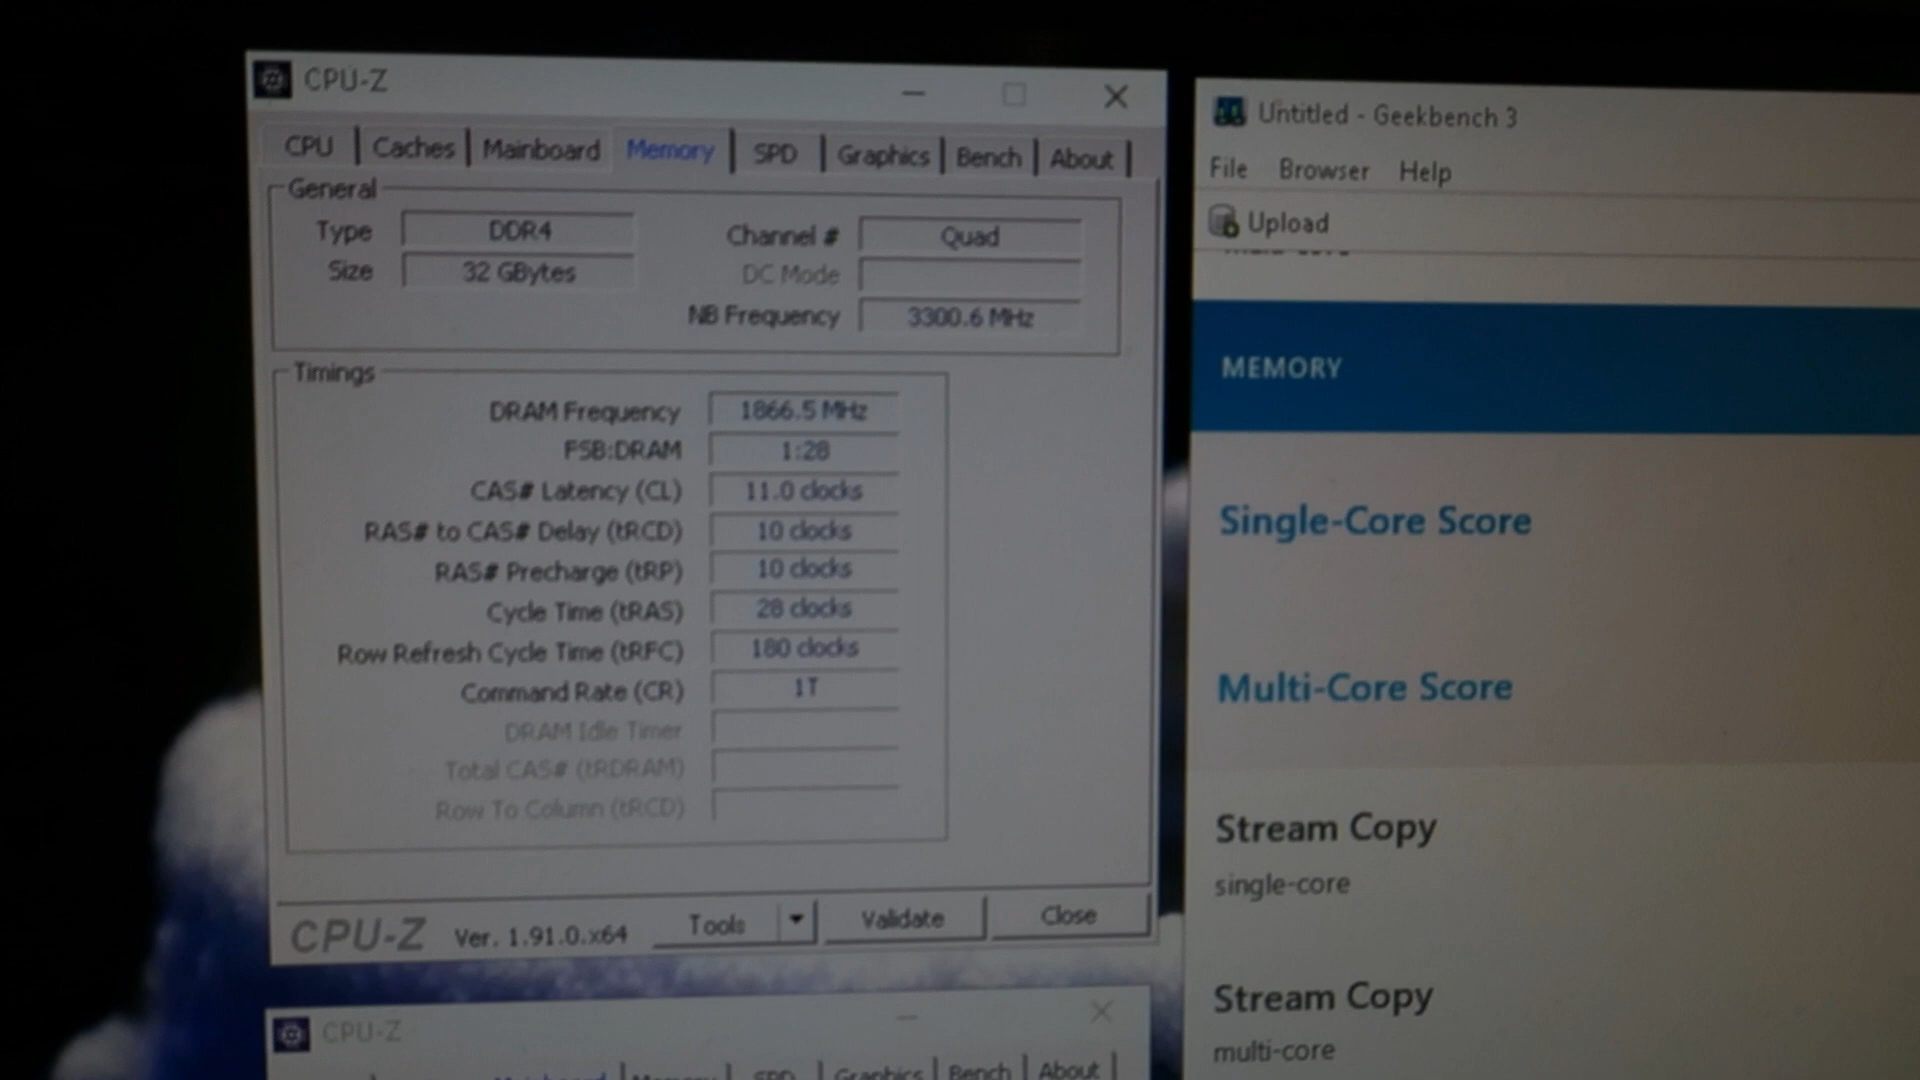 CPU-Z
CPU Caches Mainboard Memory SPD Graphics Bench About
General
Type DDR4 Channel # Quad
Size 32 GBytes DC Mode
NB Frequency 3300.6 MHz
Timings
DRAM Frequency 1866.5 MHz
FSB:DRAM 1:28
CAS# Latency (CL) 11.0 clocks
RAS# to CAS# Delay (tRCD) 10 clocks
RAS# Precharge (tRP) 10 clocks
Cycle Time (tRAS) 28 clocks
Row Refresh Cycle Time (tRFC) 180 clocks
Command Rate (CR) 1T
DRAM Idle Timer
Total CAS# (tRDRAM)
Row To Column (tRCD)
CPU-Z Ver. 1.91.0.x64 Tools Validate Close
CPU-Z
Mainboard Memory SPD Graphics Bench About
Untitled - Geekbench 3
File Browser Help
Upload
MEMORY
Single-Core Score
Multi-Core Score
Stream Copy
single-core
Stream Copy
multi-core